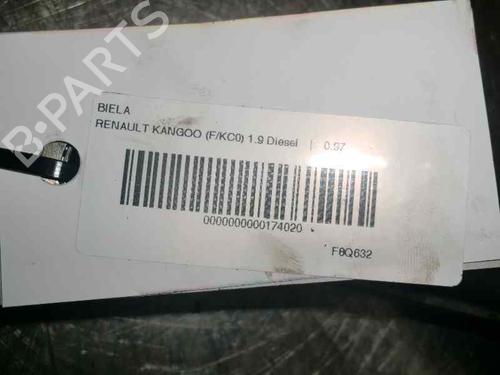 B-PARTS
BIELA
RENAULT KANGOO (F/KC0) 1.9 Diesel | 0.97
0000000000174020
F8Q632